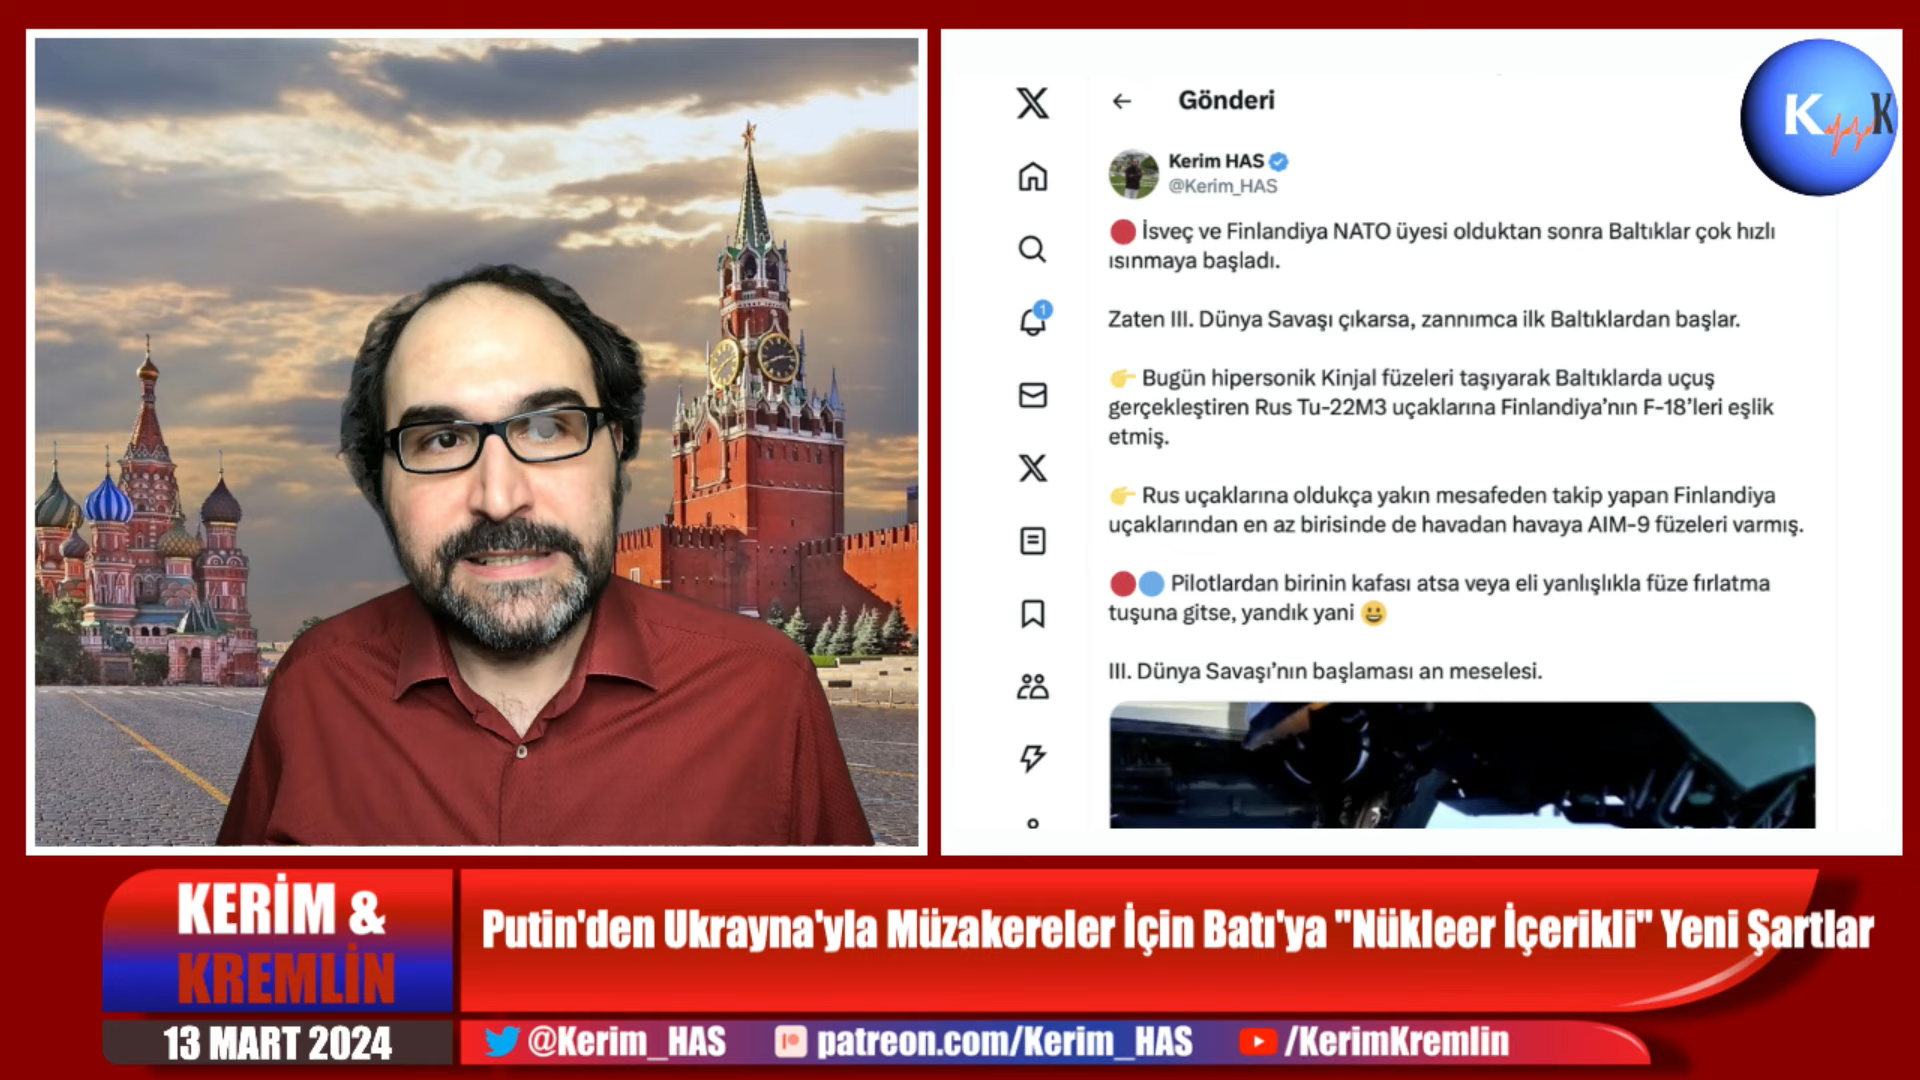 Gönderi
K K
Kerim HAS
@Kerim_HAS
1
İsveç ve Finlandiya NATO üyesi olduktan sonra Baltıklar çok hızlı
ısınmaya başladı.
Zaten III. Dünya Savaşı çıkarsa, zannımca ilk Baltıklardan başlar.
👉 Bugün hipersonik Kinjal füzeleri taşıyarak Baltıklarda uçuş
gerçekleştiren Rus Tu-22M3 uçaklarına Finlandiya’nın F-18’leri eşlik
etmiş.
👉 Rus uçaklarına oldukça yakın mesafeden takip yapan Finlandiya
uçaklarından en az birisinde de havadan havaya AIM-9 füzeleri varmış.
🔴🔵 Pilotlardan birinin kafası atsa veya eli yanlışlıkla füze fırlatma
tuşuna gitse, yandık yani 😀
III. Dünya Savaşı’nın başlaması an meselesi.
KERİM &
KREMLİN
Putin'den Ukrayna'yla Müzakereler İçin Batı'ya "Nükleer İçerikli" Yeni Şartlar
13 MART 2024
@Kerim_HAS patreon.com/Kerim_HAS /KerimKremlin